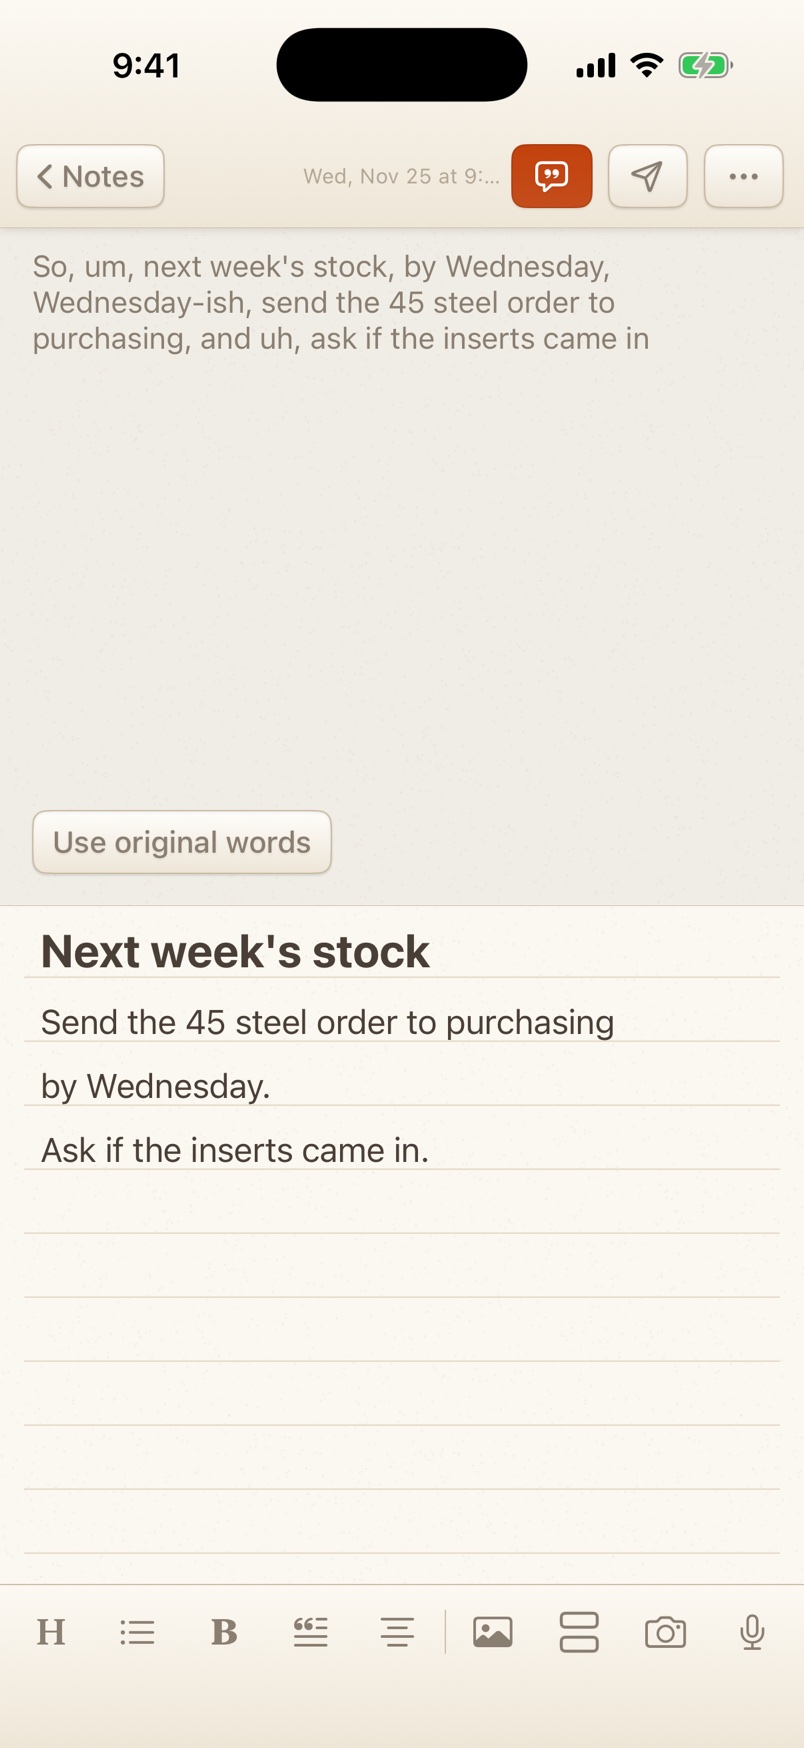 9:41
Notes
Wed, Nov 25 at 9:...
So, um, next week's stock, by Wednesday,
Wednesday-ish, send the 45 steel order to
purchasing, and uh, ask if the inserts came in
Use original words
Next week's stock
Send the 45 steel order to purchasing
by Wednesday.
Ask if the inserts came in.
H
B